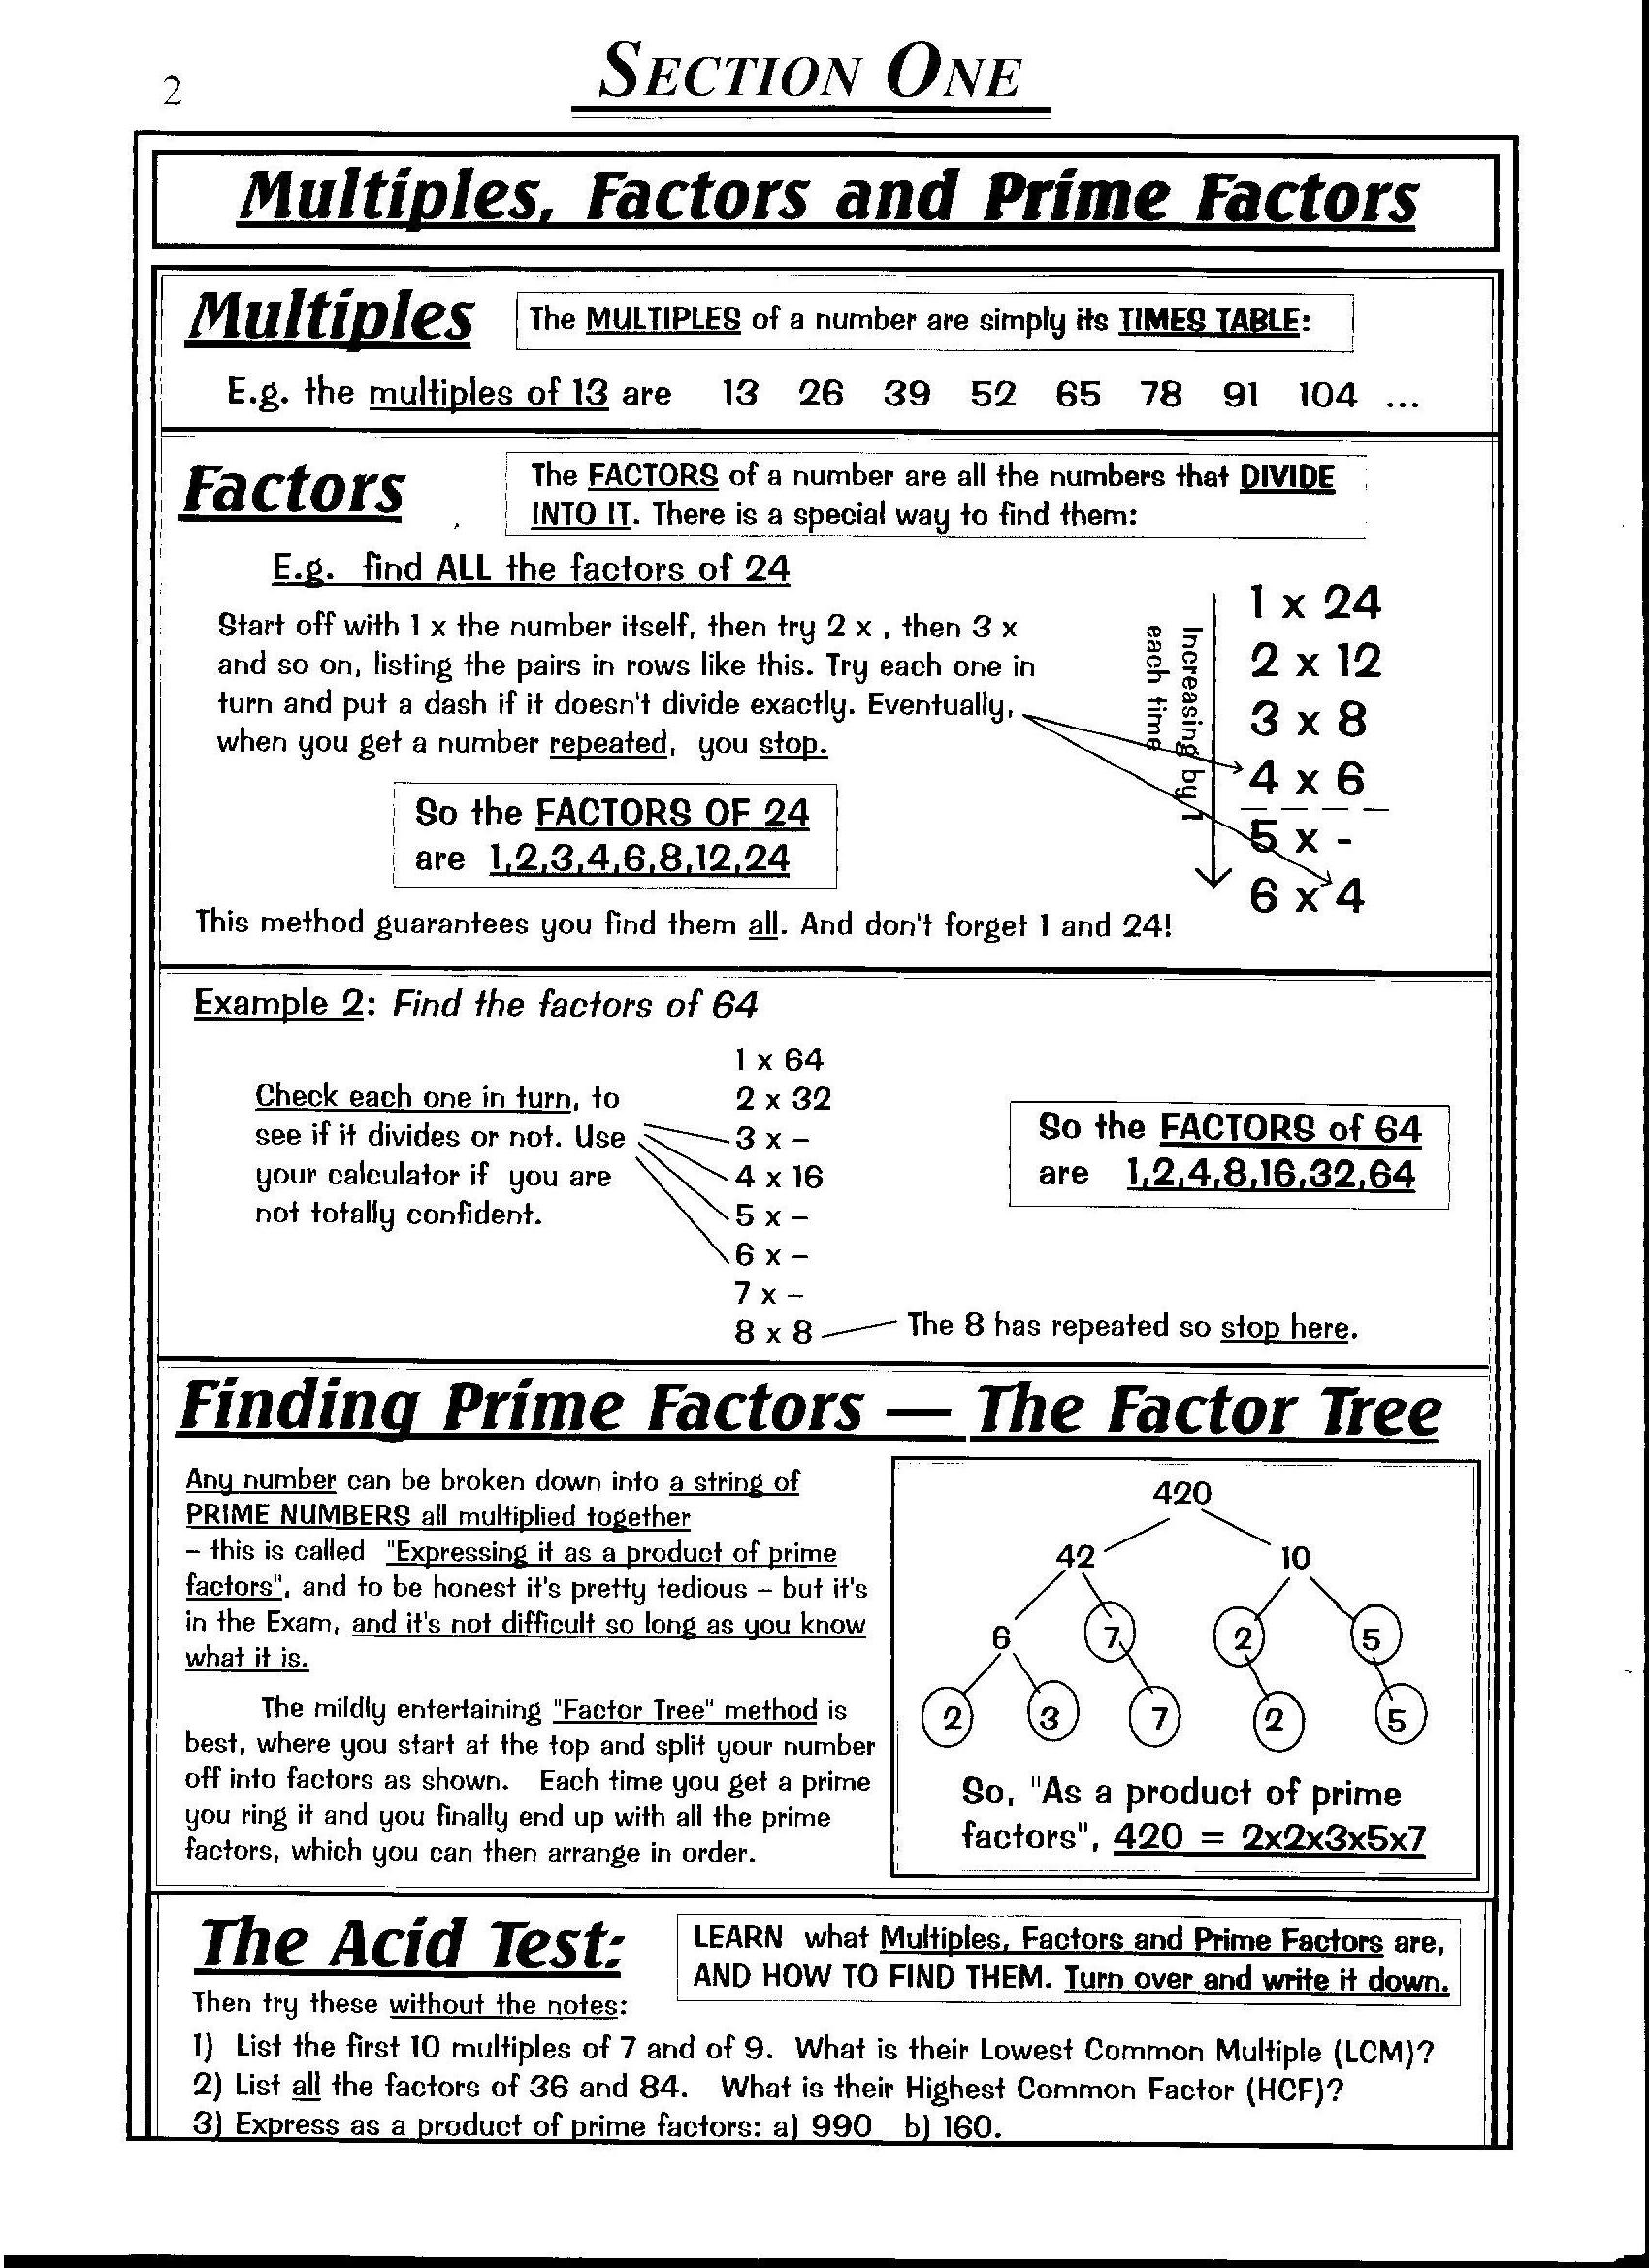 2
SECTION ONE
Multiples, Factors and Prime Factors
Multiples
The MULTIPLES of a number are simply its TIMES TABLE:
E.g. the multiples of 13 are 13 26 39 52 65 78 91 104 ...
Factors
The FACTORS of a number are all the numbers that DIVIDE
INTO IT. There is a special way to find them:
E.g. find ALL the factors of 24
Start off with 1 x the number itself, then try 2 x , then 3 x
and so on, listing the pairs in rows like this. Try each one in
turn and put a dash if it doesn't divide exactly. Eventually,
when you get a number repeated, you stop.
Increasing by 1
each time
1 x 24
2 x 12
3 x 8
4 x 6
5 x -
6 x 4
So the FACTORS OF 24
are 1,2,3,4,6,8,12,24
This method guarantees you find them all. And don't forget 1 and 24!
Example 2: Find the factors of 64
Check each one in turn, to
see if it divides or not. Use
your calculator if you are
not totally confident.
1 x 64
2 x 32
3 x –
4 x 16
5 x –
6 x –
7 x –
8 x 8
The 8 has repeated so stop here.
So the FACTORS of 64
are 1,2,4,8,16,32,64
Finding Prime Factors — The Factor Tree
Any number can be broken down into a string of
PRIME NUMBERS all multiplied together
– this is called "Expressing it as a product of prime
factors", and to be honest it's pretty tedious – but it's
in the Exam, and it's not difficult so long as you know
what it is.
The mildly entertaining "Factor Tree" method is
best, where you start at the top and split your number
off into factors as shown. Each time you get a prime
you ring it and you finally end up with all the prime
factors, which you can then arrange in order.
420
42 10
6 7 2 5
2 3 7 2 5
So, "As a product of prime
factors", 420 = 2x2x3x5x7
The Acid Test:
LEARN what Multiples, Factors and Prime Factors are,
AND HOW TO FIND THEM. Turn over and write it down.
Then try these without the notes:
1) List the first 10 multiples of 7 and of 9. What is their Lowest Common Multiple (LCM)?
2) List all the factors of 36 and 84. What is their Highest Common Factor (HCF)?
3) Express as a product of prime factors: a) 990 b) 160.